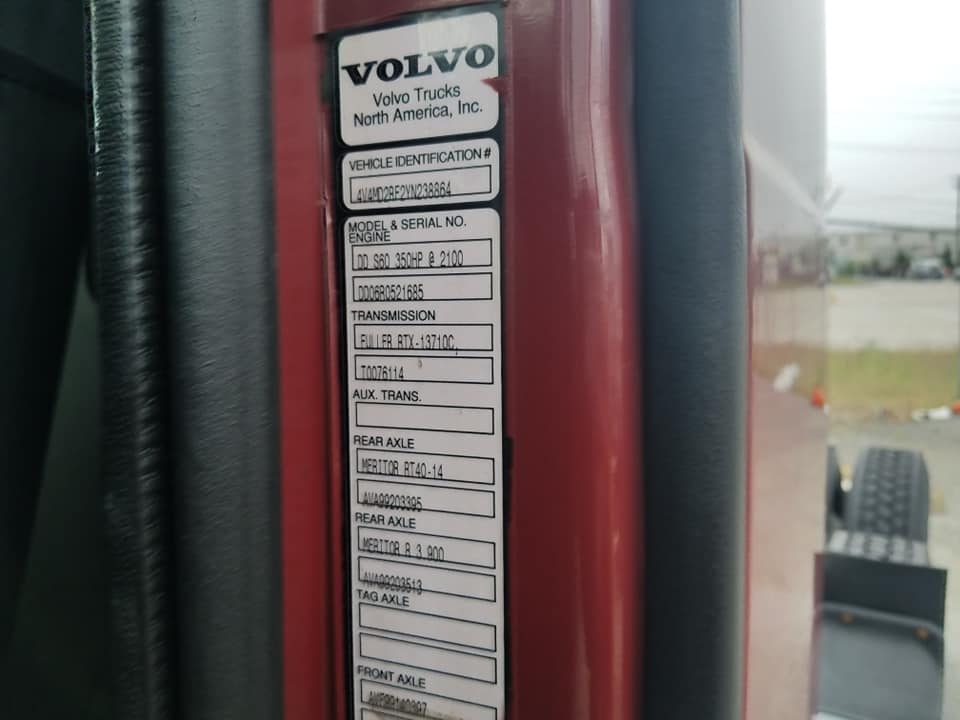 VOLVO
Volvo Trucks
North America, Inc.
VEHICLE IDENTIFICATION #
4V4MD2RF2YN238864
MODEL & SERIAL NO.
ENGINE
DD S60 350HP @ 2100
DD06R0521685
TRANSMISSION
FULLER RTX-13710C,
T0076114
AUX. TRANS.
REAR AXLE
MERITOR RT40-14
AVA99203395
REAR AXLE
MERITOR R 3.900
AVA99203513
TAG AXLE
FRONT AXLE
AVF99140397